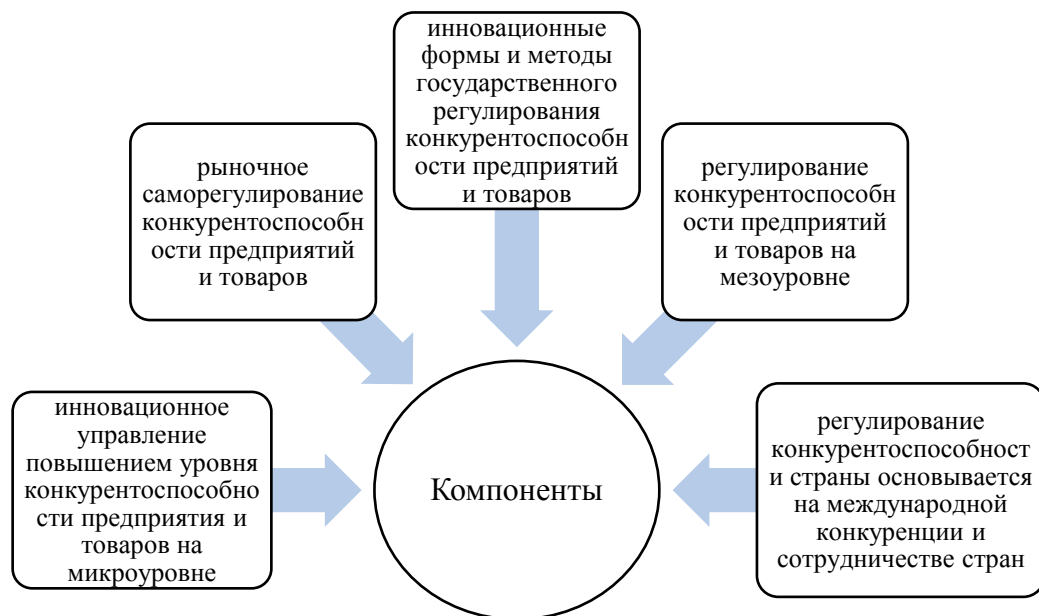 инновационные
формы и методы
государственного
регулирования
конкурентоспособн
ости предприятий
и товаров
рыночное
саморегулирование
конкурентоспособн
ости предприятий
и товаров
регулирование
конкурентоспособн
ости предприятий
и товаров на
мезоуровне
инновационное
управление
повышением уровня
конкурентоспособно
сти предприятия и
товаров на
микроуровне
Компоненты
регулирование
конкурентоспособност
и страны основывается
на международной
конкуренции и
сотрудничестве стран